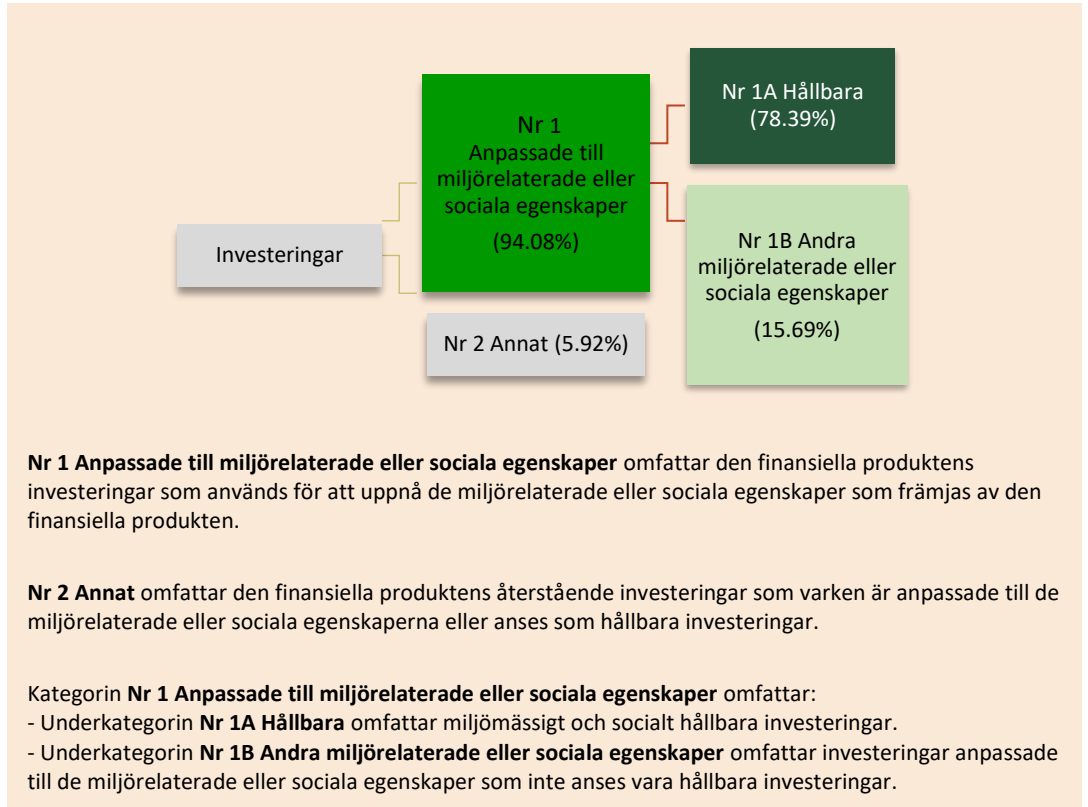 Investeringar
Nr 1
Anpassade till
miljörelaterade eller
sociala egenskaper
(94.08%)
Nr 2 Annat (5.92%)
Nr 1A Hållbara
(78.39%)
Nr 1B Andra
miljörelaterade eller
sociala egenskaper
(15.69%)
Nr 1 Anpassade till miljörelaterade eller sociala egenskaper omfattar den finansiella produktens
investeringar som används för att uppnå de miljörelaterade eller sociala egenskaper som främjas av den
finansiella produkten.
Nr 2 Annat omfattar den finansiella produktens återstående investeringar som varken är anpassade till de
miljörelaterade eller sociala egenskaperna eller anses som hållbara investeringar.
Kategorin Nr 1 Anpassade till miljörelaterade eller sociala egenskaper omfattar:
- Underkategorin Nr 1A Hållbara omfattar miljömässigt och socialt hållbara investeringar.
- Underkategorin Nr 1B Andra miljörelaterade eller sociala egenskaper omfattar investeringar anpassade
till de miljörelaterade eller sociala egenskaper som inte anses vara hållbara investeringar.